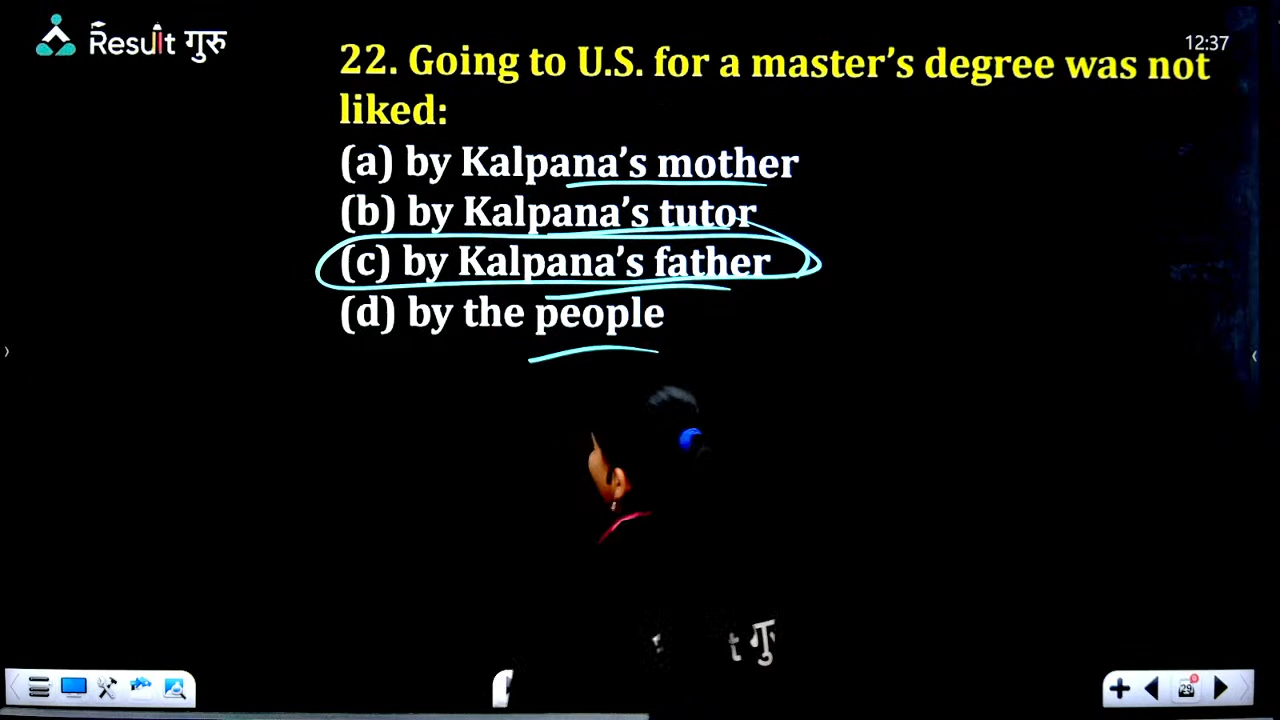 Result गुरु
12:37
22. Going to U.S. for a master's degree was not
liked:
(a) by Kalpana's mother
(b) by Kalpana's tutor
(c) by Kalpana's father
(d) by the people
29